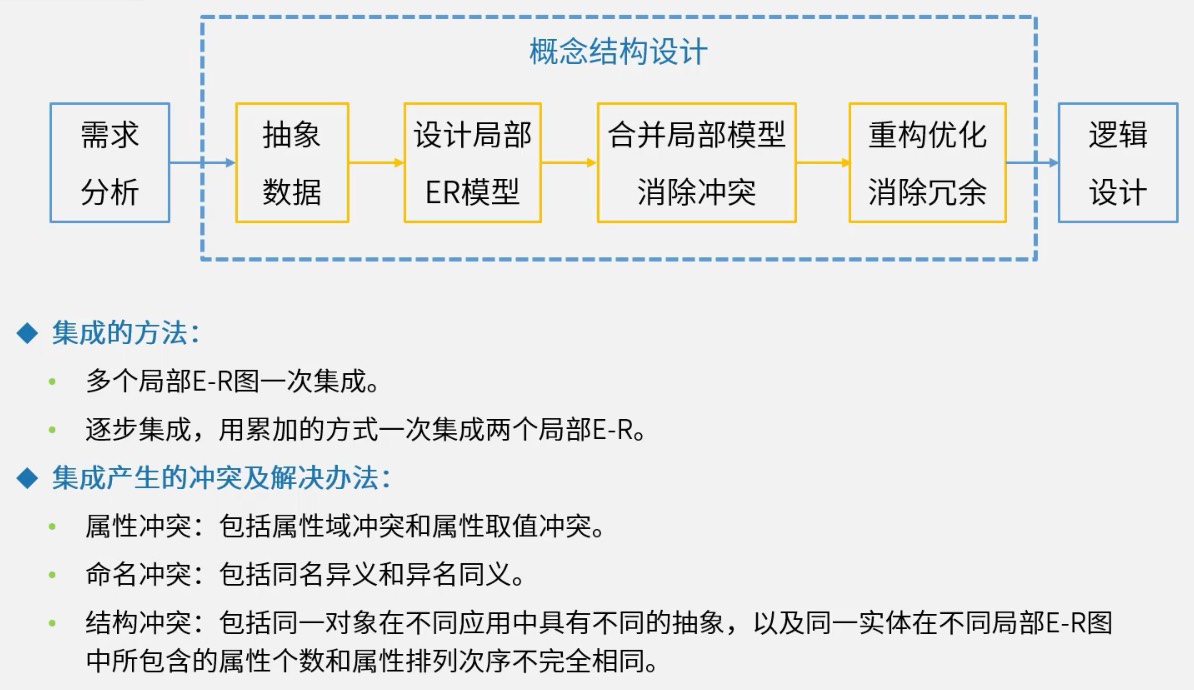 概念结构设计
需求
分析
抽象
数据
设计局部
ER模型
合并局部模型
消除冲突
重构优化
消除冗余
逻辑
设计
集成的方法：
多个局部E-R图一次集成。
逐步集成，用累加的方式一次集成两个局部E-R。
集成产生的冲突及解决办法：
属性冲突：包括属性域冲突和属性取值冲突。
命名冲突：包括同名异义和异名同义。
结构冲突：包括同一对象在不同应用中具有不同的抽象，以及同一实体在不同局部E-R图
中所包含的属性个数和属性排列次序不完全相同。